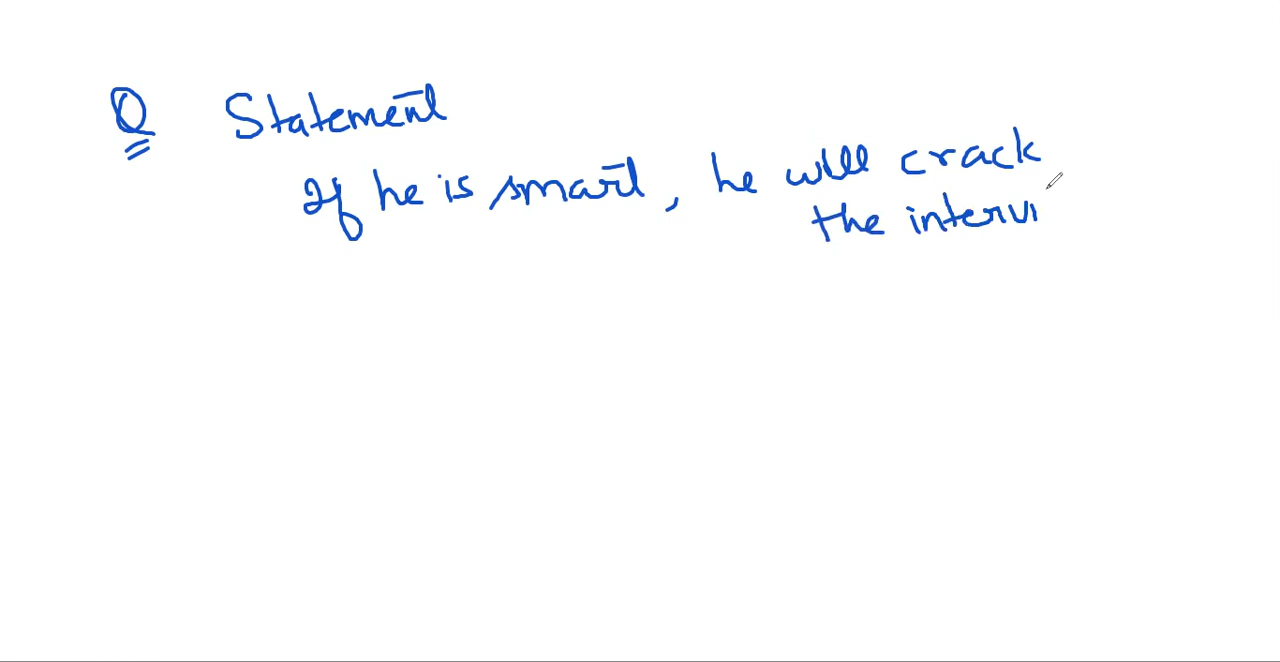 Q Statement
If he is smart, he will crack
the intervi